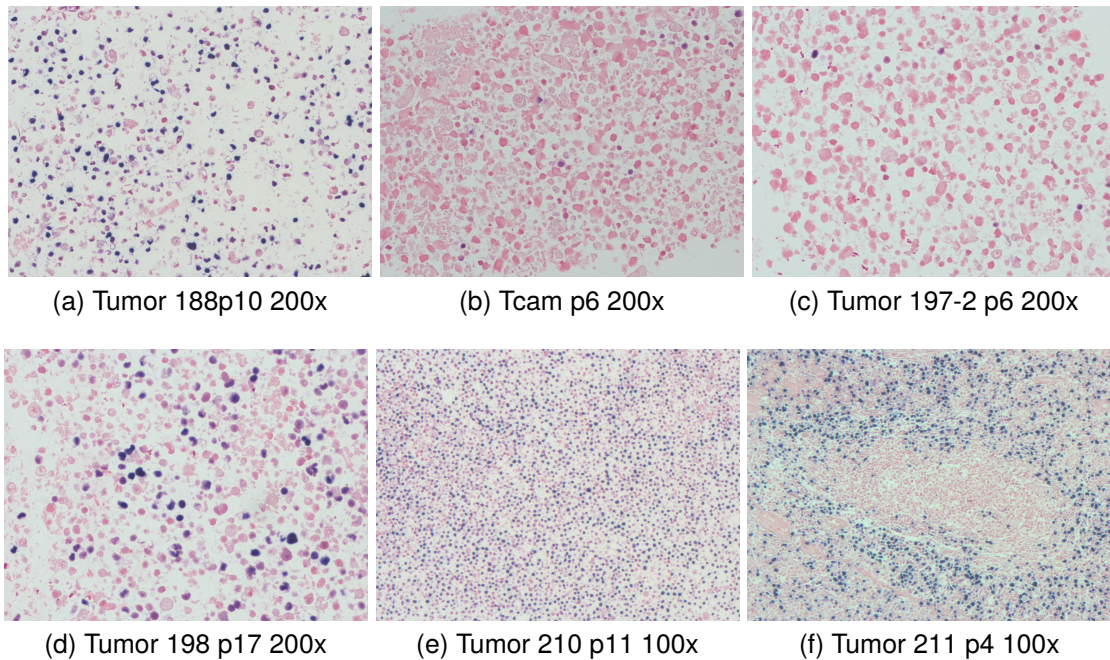 (a) Tumor 188p10 200x
(b) Tcam p6 200x
(c) Tumor 197-2 p6 200x
(d) Tumor 198 p17 200x
(e) Tumor 210 p11 100x
(f) Tumor 211 p4 100x